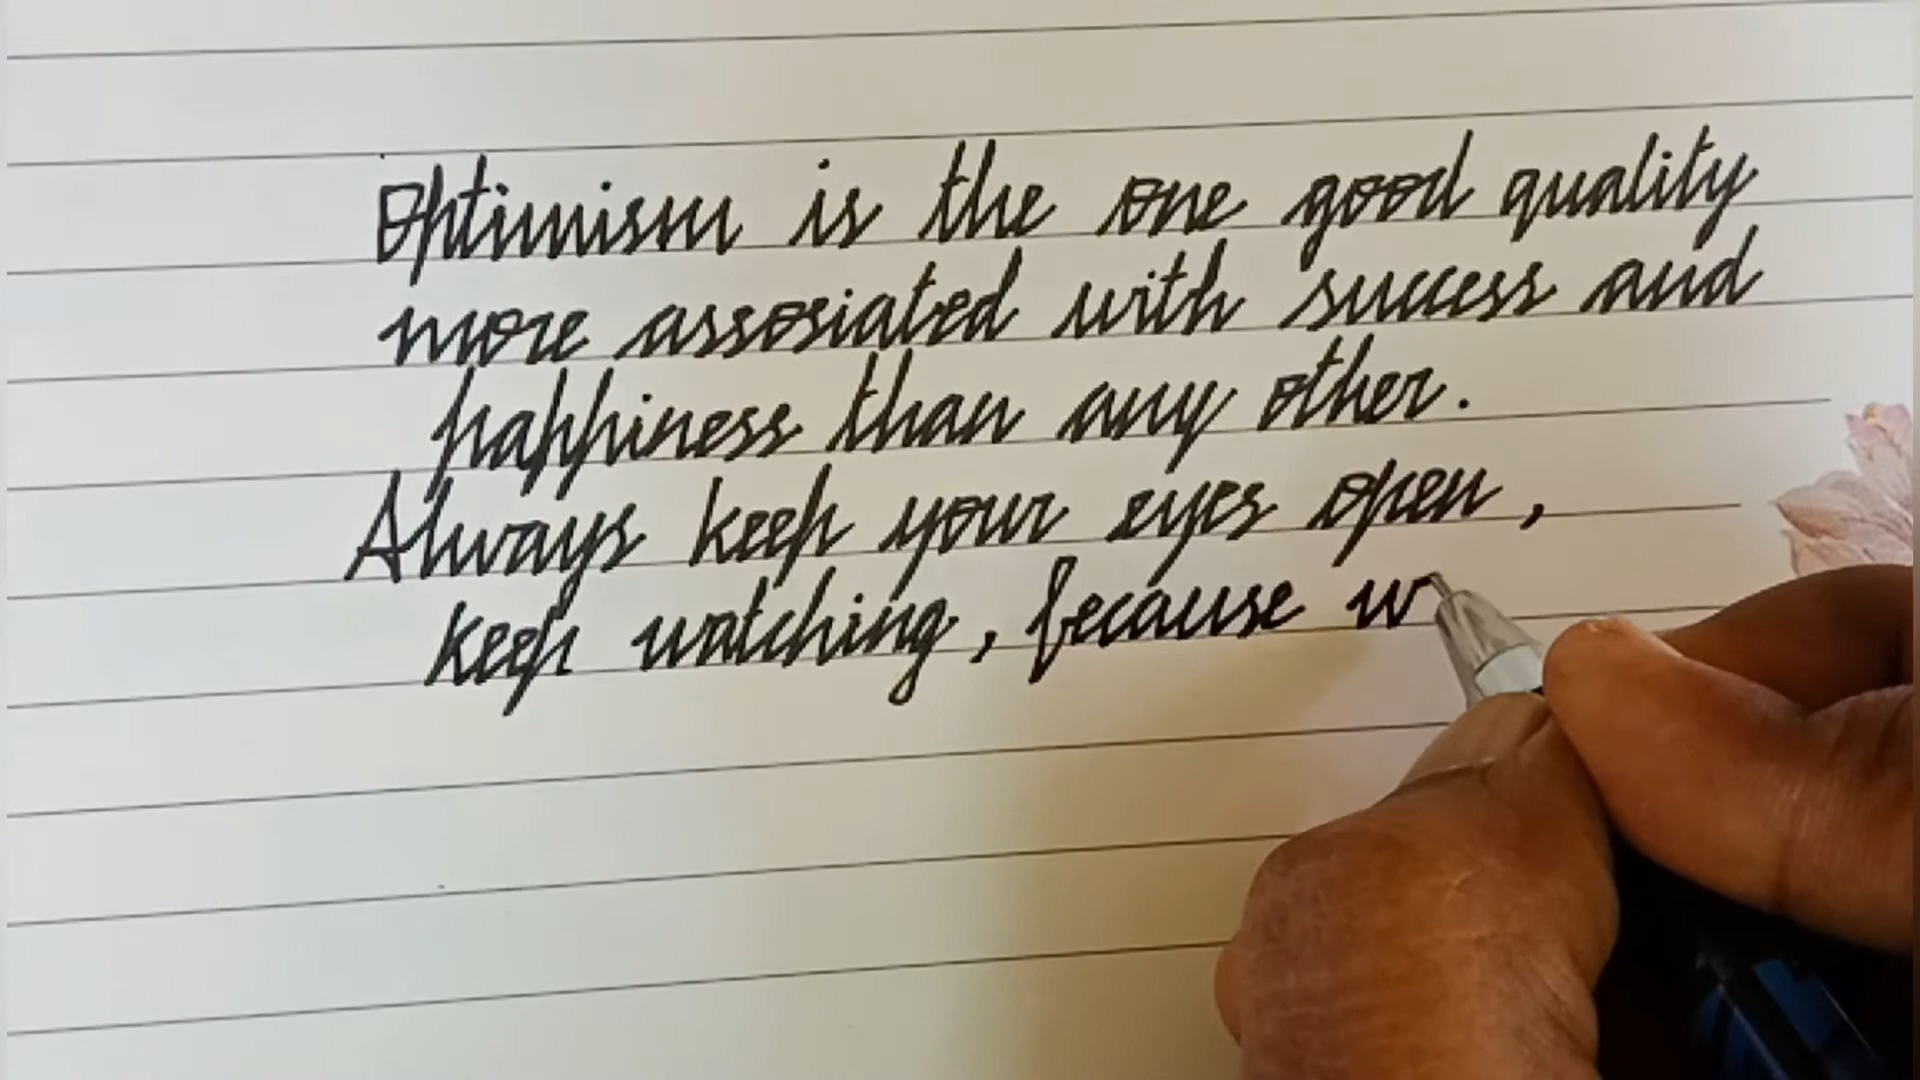 Optimism is the one good quality
more assosiated with success and
happiness than any other.
Always keep your eyes open,
keep watching, because w